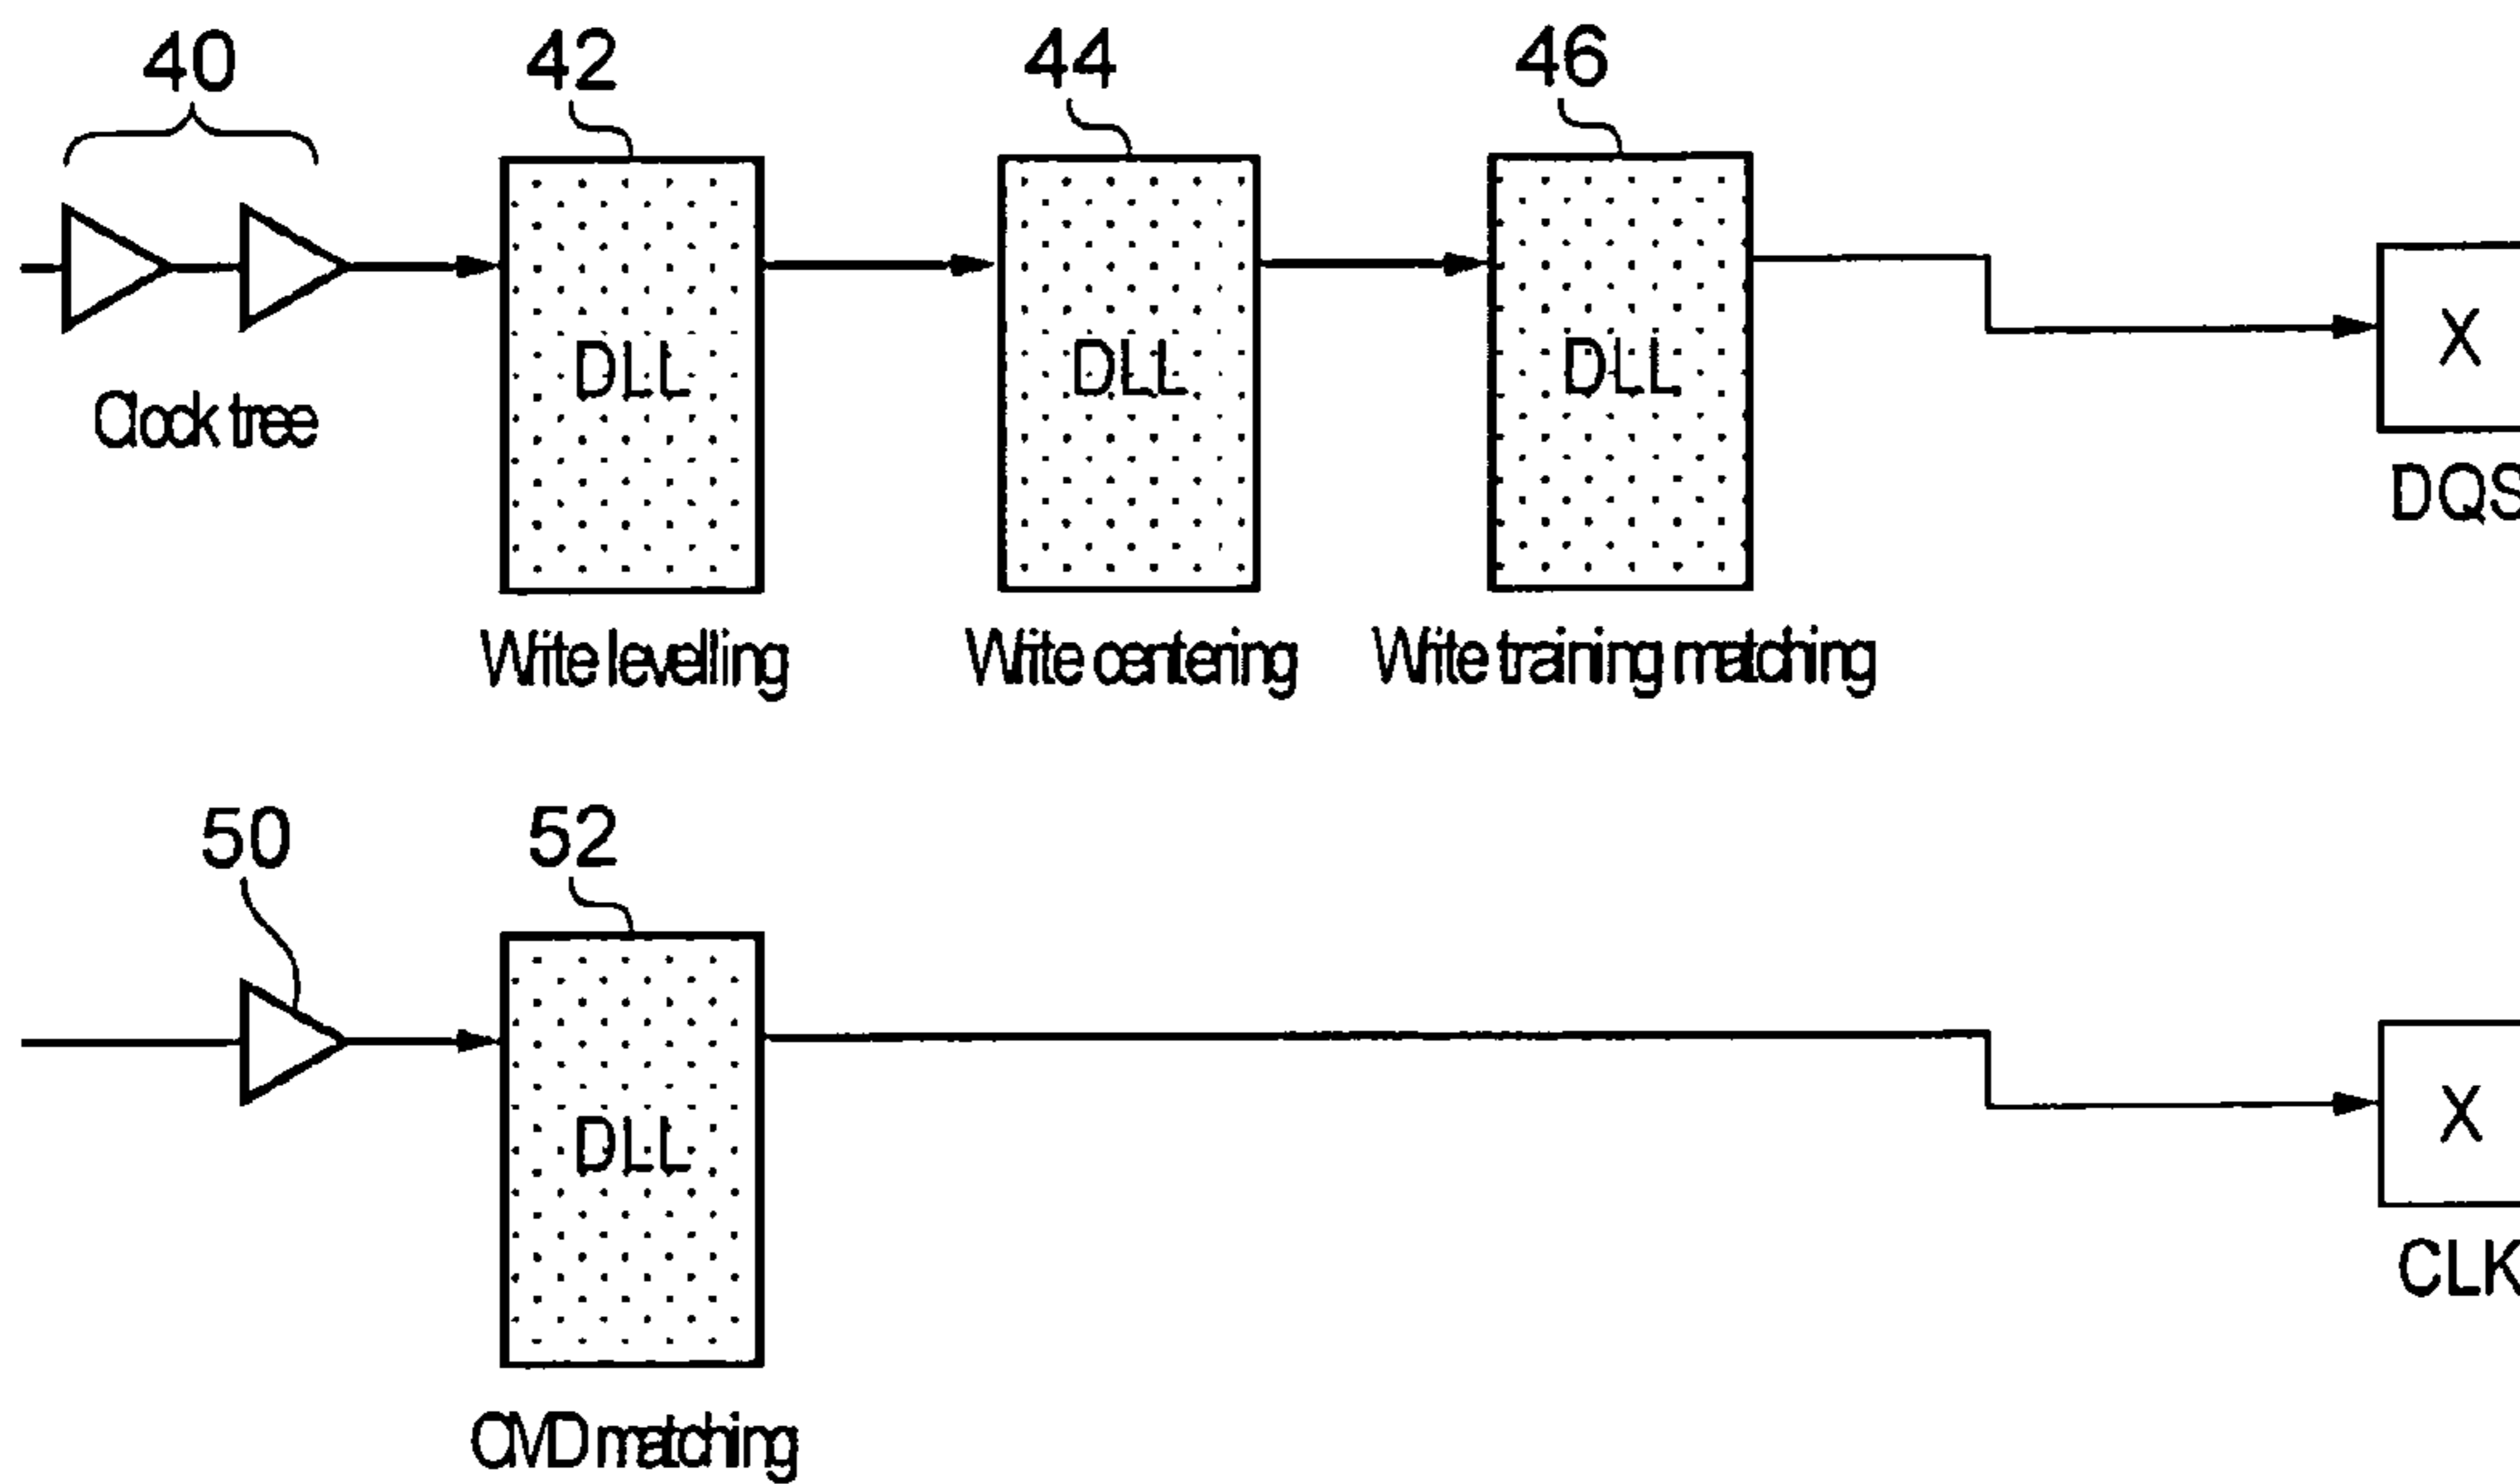 40
42
44
46
DLL
DLL
DLL
X
Clock tree
DQS
Write levelling
Write centering
Write training matching
50
52
DLL
X
CLK
CMD matching